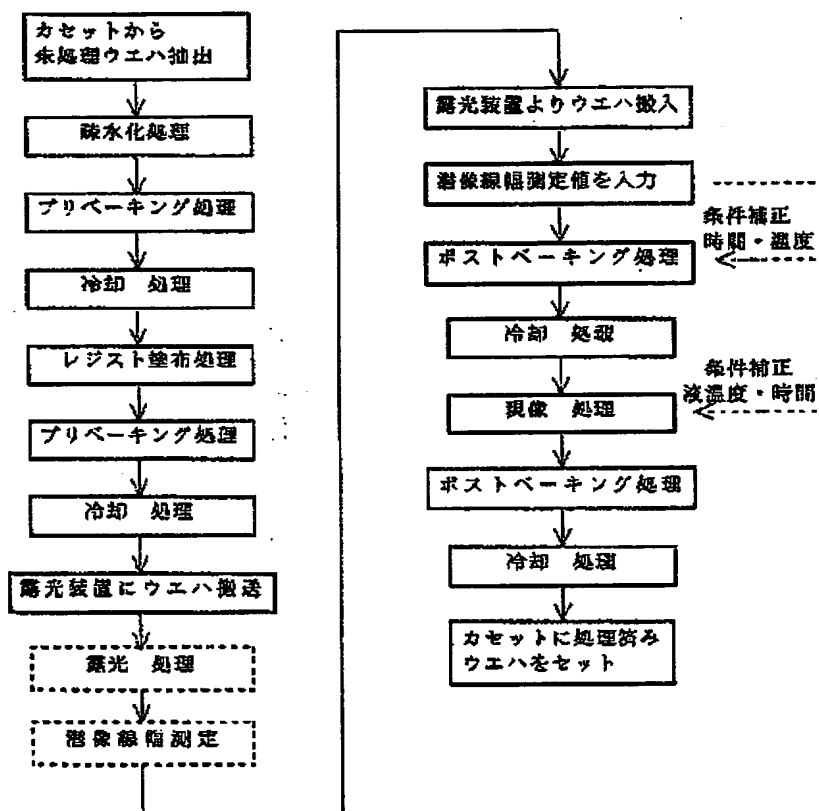 カセットから
未処理ウエハ抽出
疎水化処理
プリベーキング処理
冷却 処理
レジスト塗布処理
プリベーキング処理
冷却 処理
露光装置にウエハ搬送
露光 処理
潜像線幅測定
露光装置よりウエハ搬入
潜像線幅測定値を入力
条件補正
時間・温度
ポストベーキング処理
冷却 処理
条件補正
液温度・時間
現像 処理
ポストベーキング処理
冷却 処理
カセットに処理済み
ウエハをセット